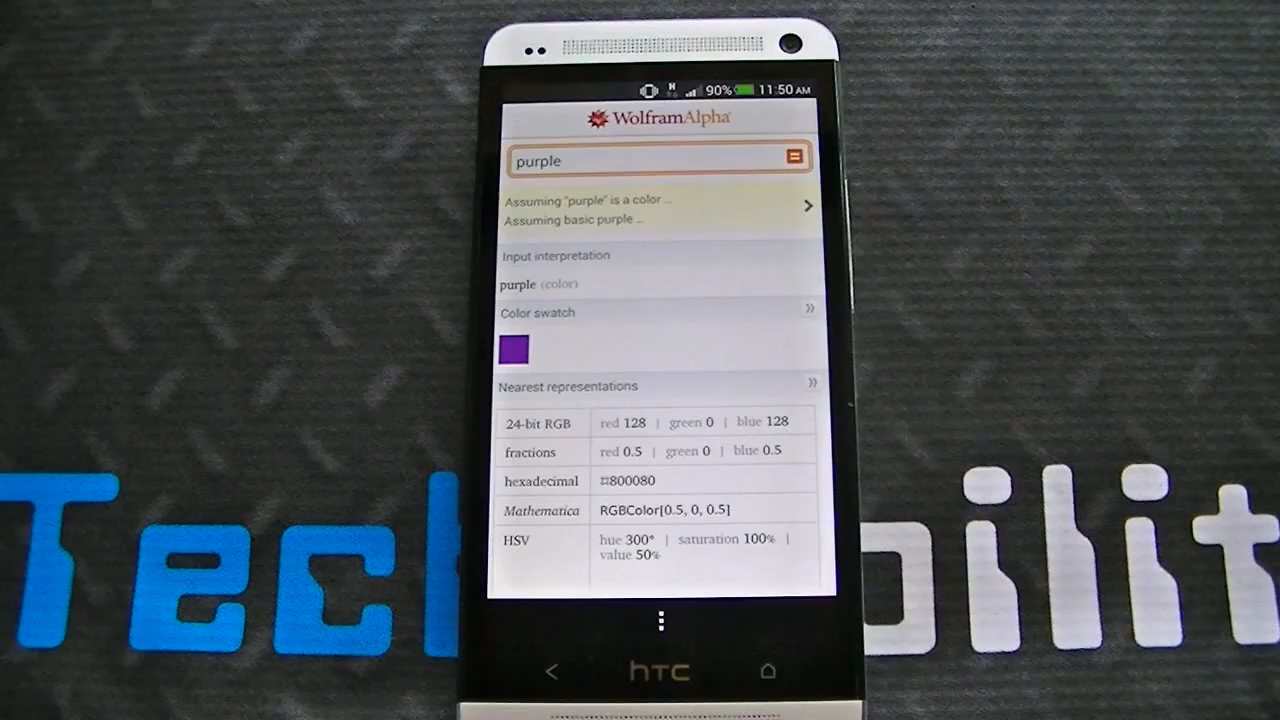 90% 11:50 AM
WolframAlpha
purple
Assuming "purple" is a color ...
Assuming basic purple ...
Input interpretation
purple (color)
Color swatch
Nearest representations
24-bit RGB red 128 | green 0 | blue 128
fractions red 0.5 | green 0 | blue 0.5
hexadecimal #800080
Mathematica RGBColor[0.5, 0, 0.5]
HSV hue 300° | saturation 100% |
value 50%
Tec
bilit
hTC